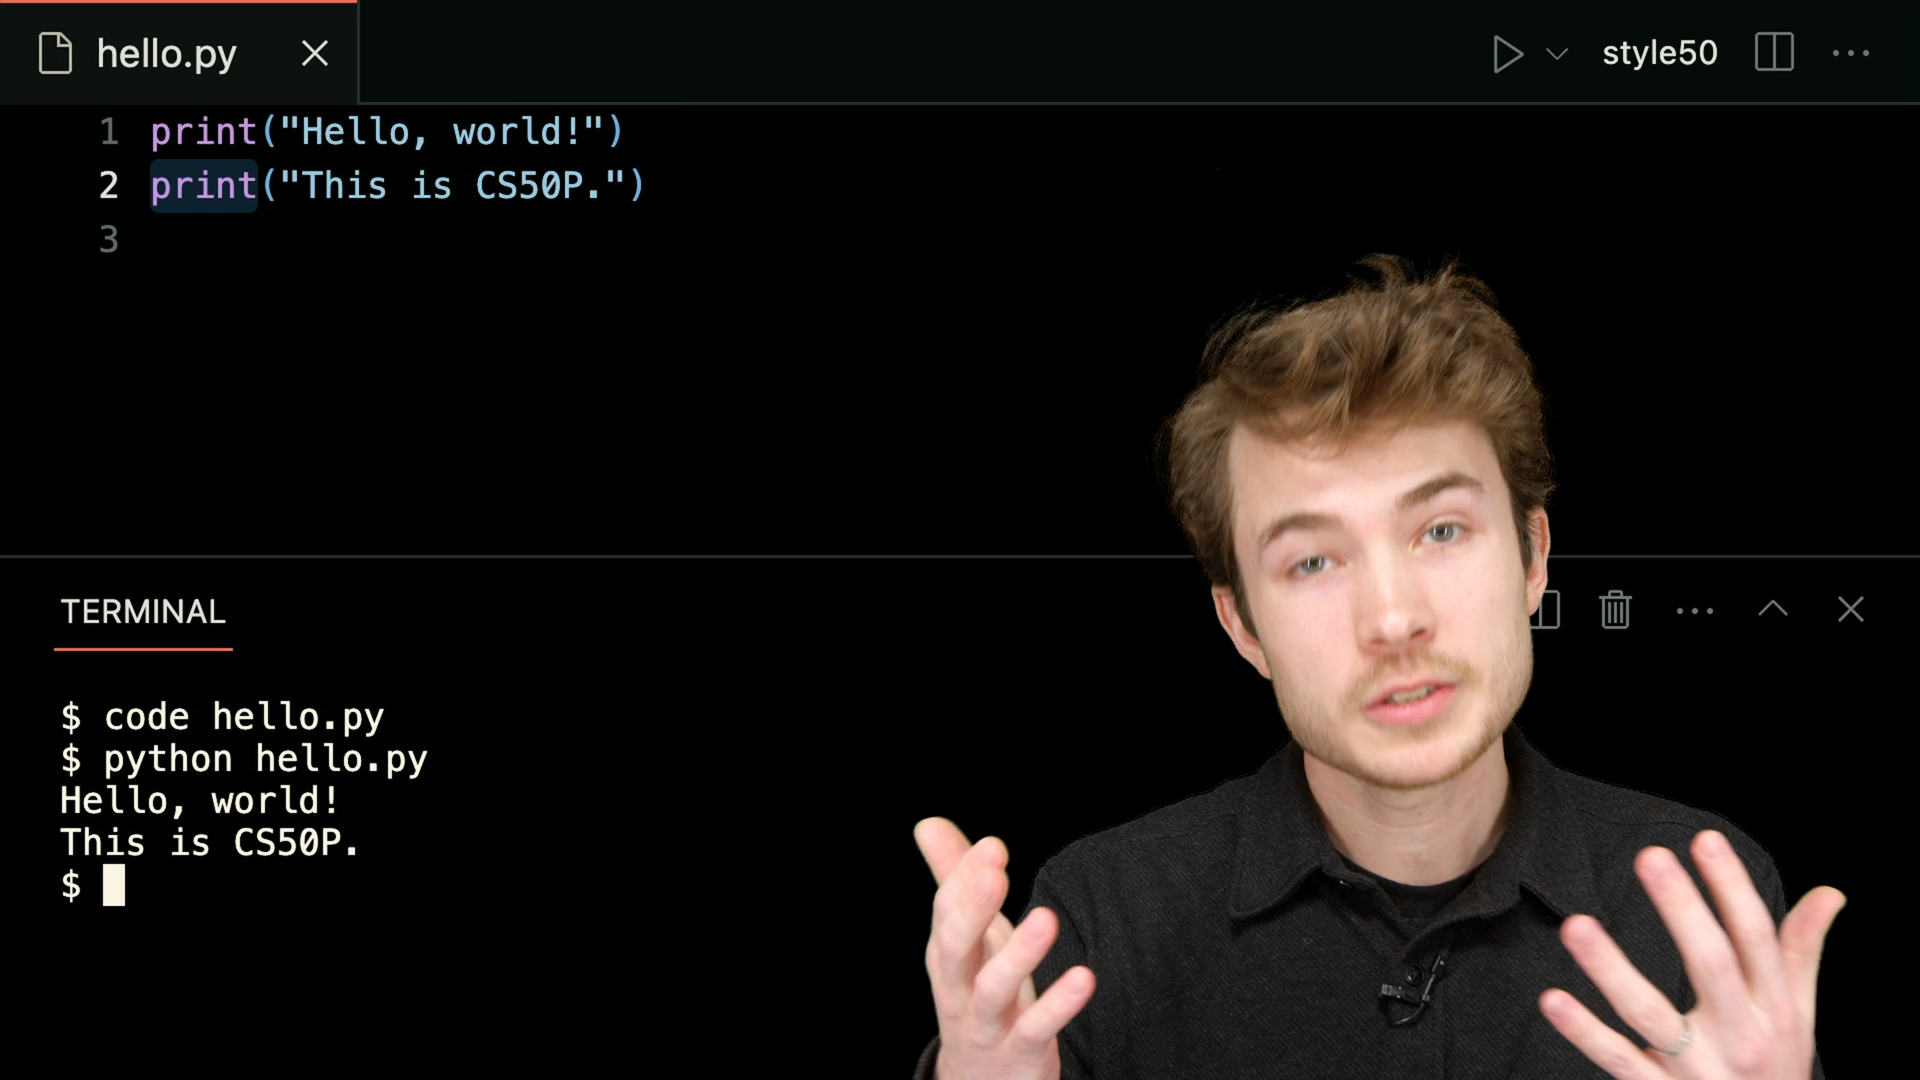 hello.py
style50
1 print("Hello, world!")
2 print("This is CS50P.")
3
TERMINAL
$ code hello.py
$ python hello.py
Hello, world!
This is CS50P.
$